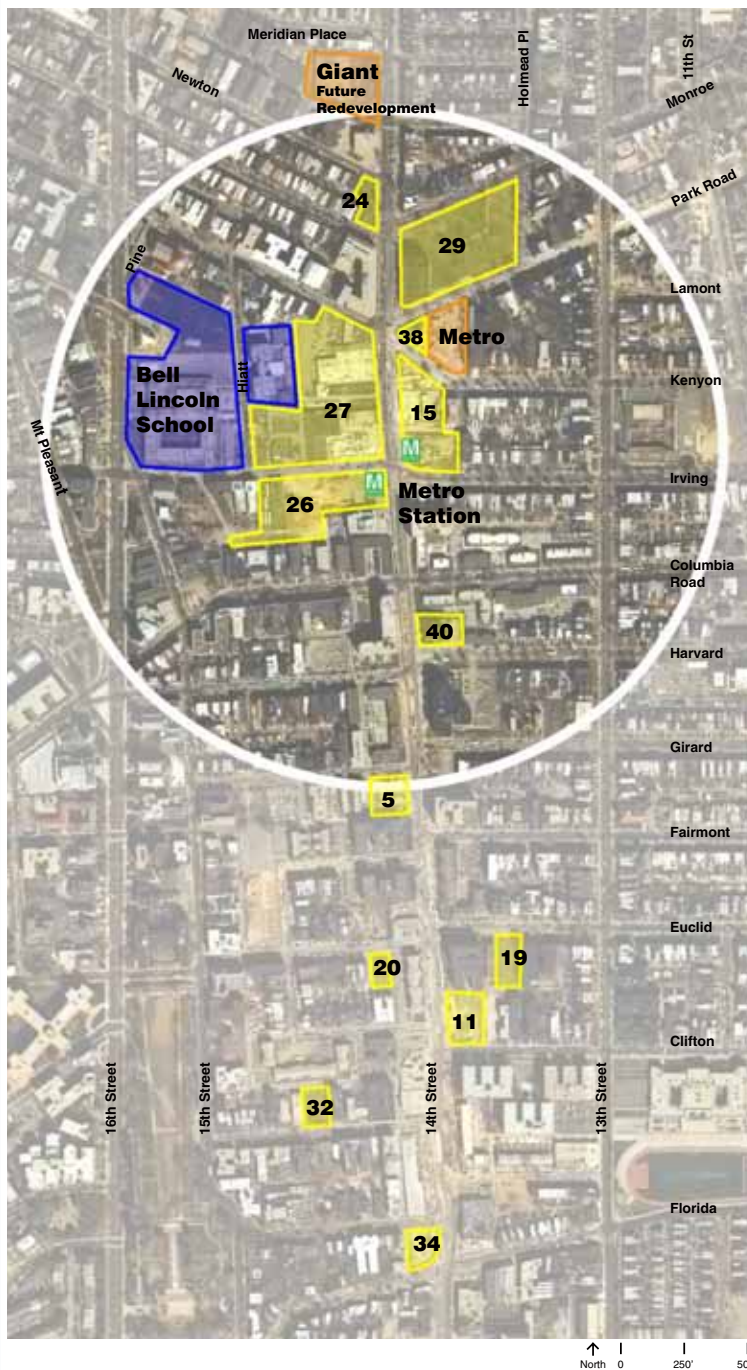 Meridian Place
Holmead Pl
11th St
Newton
Giant
Future
Redevelopment
Monroe
Park Road
24
29
Pine
Lamont
38
Metro
Bell
Lincoln
School
Hiatt
27
15
Kenyon
M
Mt Pleasant
M
Irving
26
Metro
Station
Columbia
Road
40
Harvard
Girard
5
Fairmont
Euclid
19
20
11
Clifton
16th Street
15th Street
14th Street
13th Street
32
Florida
34
North
0
250'
50